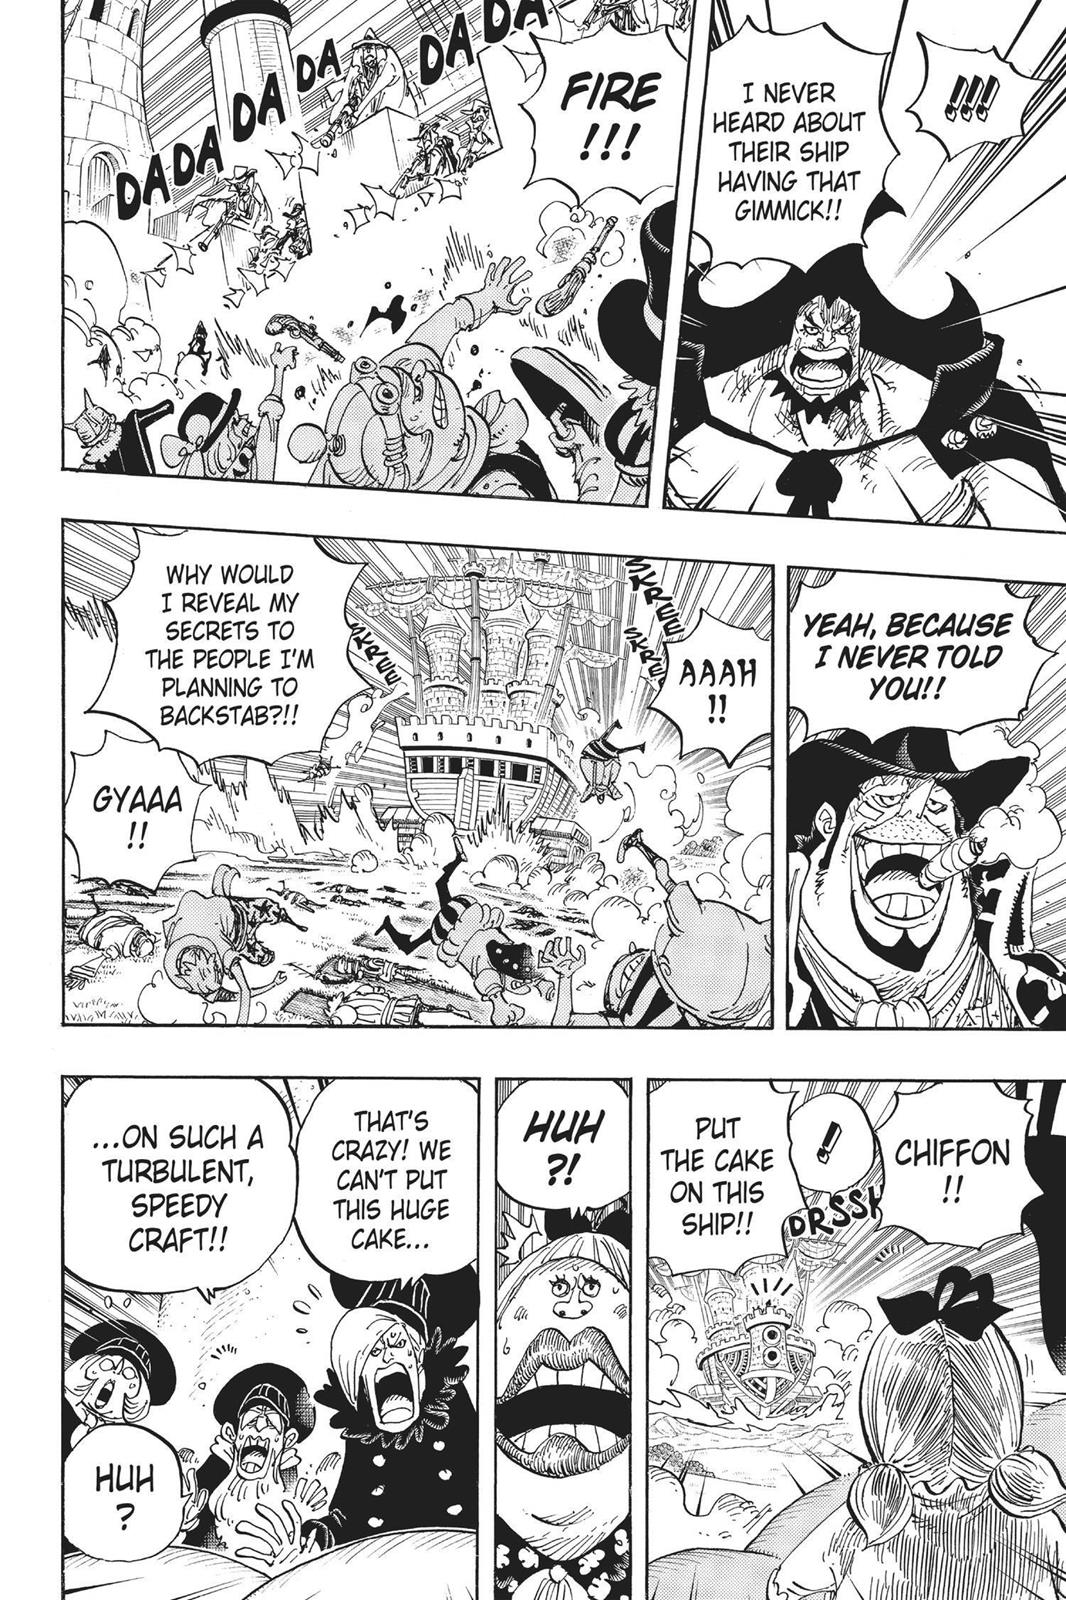 !!!
I NEVER
HEARD ABOUT
THEIR SHIP
HAVING THAT
GIMMICK!!
FIRE
!!!
DA DA DA DA DA
DA DA
YEAH, BECAUSE
I NEVER TOLD
YOU!!
SKREE
SKREE
AAAH
!!
WHY WOULD
I REVEAL MY
SECRETS TO
THE PEOPLE I'M
PLANNING TO
BACKSTAB?!!
SKREE
GYAAA
!!
CHIFFON
!!
!
DRSSH
PUT
THE CAKE
ON THIS
SHIP!!
HUH
?!
THAT'S
CRAZY! WE
CAN'T PUT
THIS HUGE
CAKE...
...ON SUCH A
TURBULENT,
SPEEDY
CRAFT!!
HUH
?